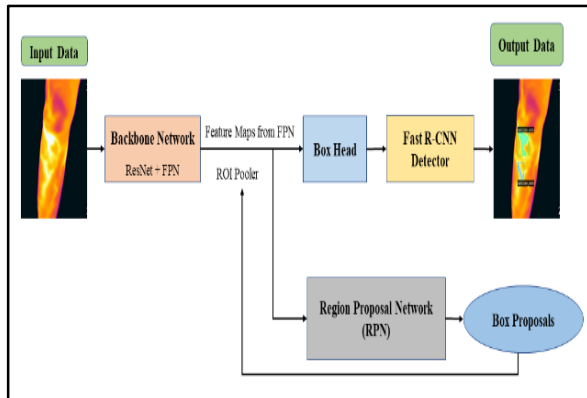 Input Data
Output Data
Backbone Network
ResNet + FPN
Feature Maps from FPN
ROI Pooler
Box Head
Fast R-CNN
Detector
Region Proposal Network
(RPN)
Box Proposals